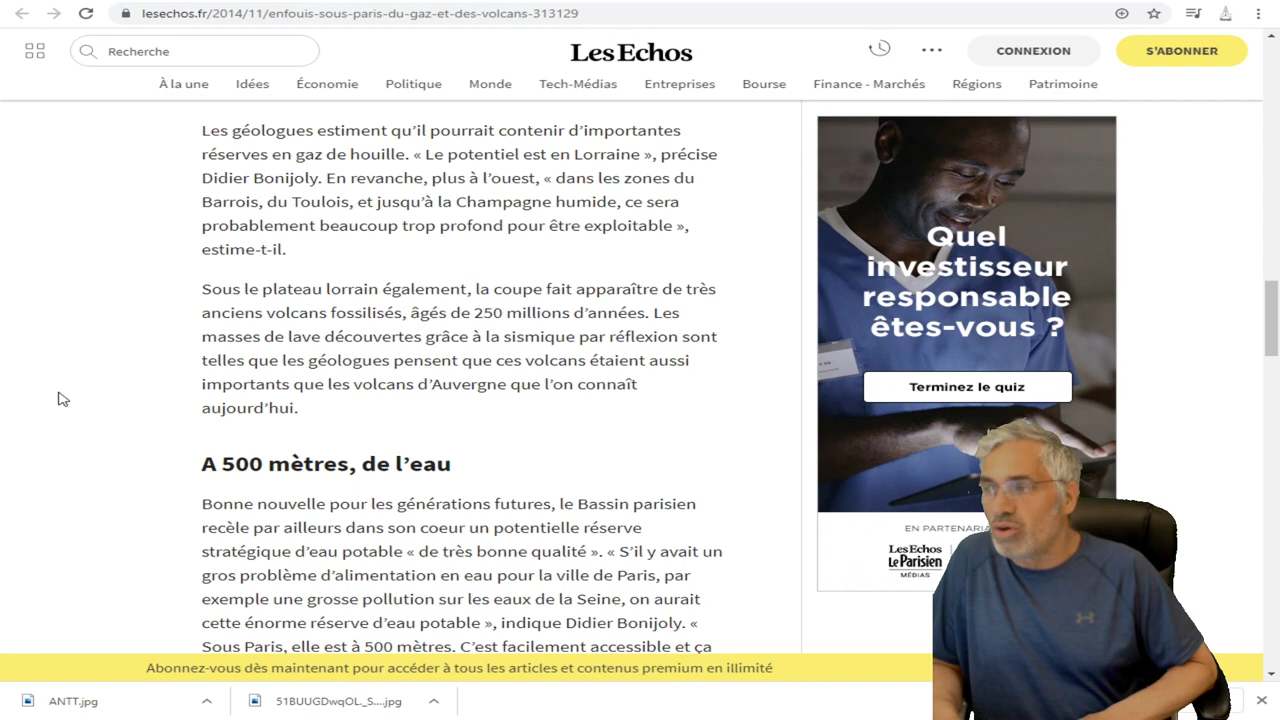 lesechos.fr/2014/11/enfouis-sous-paris-du-gaz-et-des-volcans-313129
Recherche
Les Echos
CONNEXION
S'ABONNER
À la une
Idées
Économie
Politique
Monde
Tech-Médias
Entreprises
Bourse
Finance - Marchés
Régions
Patrimoine
Les géologues estiment qu'il pourrait contenir d'importantes
réserves en gaz de houille. « Le potentiel est en Lorraine », précise
Didier Bonijoly. En revanche, plus à l'ouest, « dans les zones du
Barrois, du Toulois, et jusqu'à la Champagne humide, ce sera
probablement beaucoup trop profond pour être exploitable »,
estime-t-il.
Sous le plateau lorrain également, la coupe fait apparaître de très
anciens volcans fossilisés, âgés de 250 millions d'années. Les
masses de lave découvertes grâce à la sismique par réflexion sont
telles que les géologues pensent que ces volcans étaient aussi
importants que les volcans d'Auvergne que l'on connaît
aujourd'hui.
A 500 mètres, de l'eau
Bonne nouvelle pour les générations futures, le Bassin parisien
recèle par ailleurs dans son coeur un potentielle réserve
stratégique d'eau potable « de très bonne qualité ». « S'il y avait un
gros problème d'alimentation en eau pour la ville de Paris, par
exemple une grosse pollution sur les eaux de la Seine, on aurait
cette énorme réserve d'eau potable », indique Didier Bonijoly. «
Sous Paris, elle est à 500 mètres. C'est facilement accessible et ça
Quel
investisseur
responsable
êtes-vous ?
Terminez le quiz
EN PARTENARIA
Les Echos
Le Parisien
MÉDIAS
Abonnez-vous dès maintenant pour accéder à tous les articles et contenus premium en illimité
ANTT.jpg
51BUUGDwqOL._S....jpg